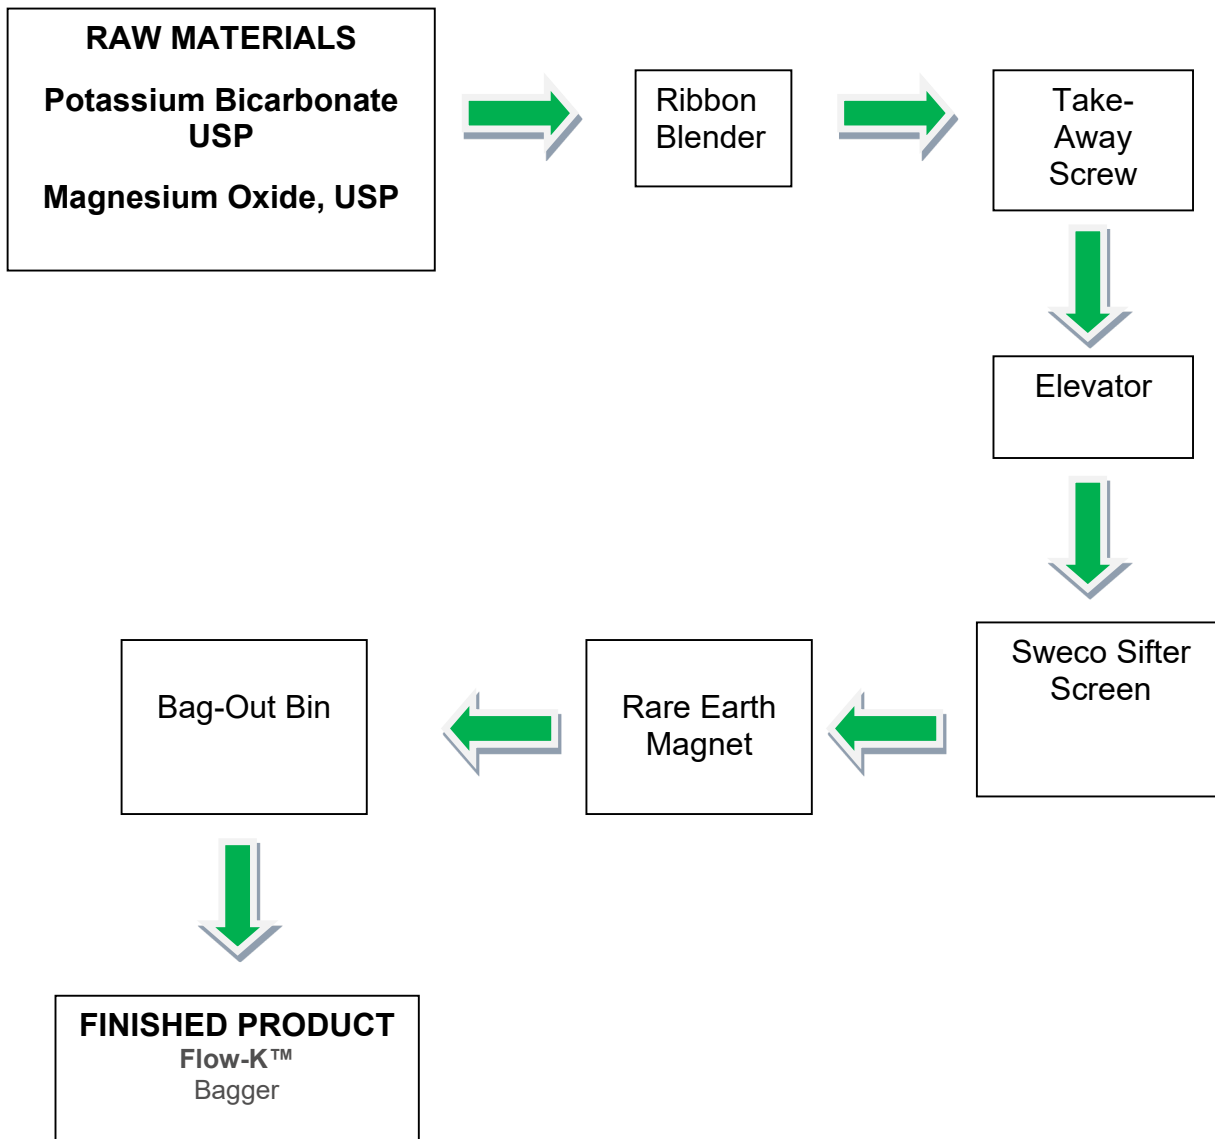 RAW MATERIALS
Potassium Bicarbonate
USP
Magnesium Oxide, USP
Ribbon
Blender
Take-
Away
Screw
Elevator
Sweco Sifter
Screen
Rare Earth
Magnet
Bag-Out Bin
FINISHED PRODUCT
Flow-K™
Bagger